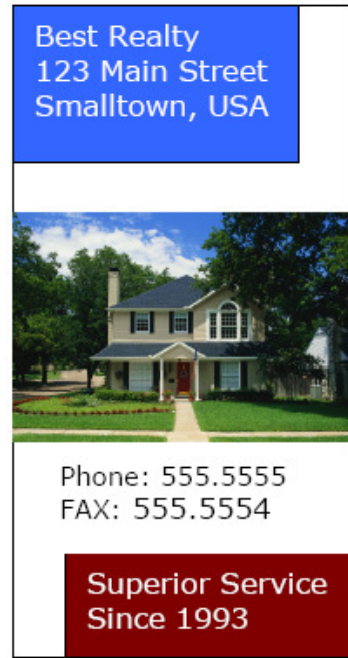 Best Realty
123 Main Street
Smalltown, USA
Phone: 555.5555
FAX: 555.5554
Superior Service
Since 1993